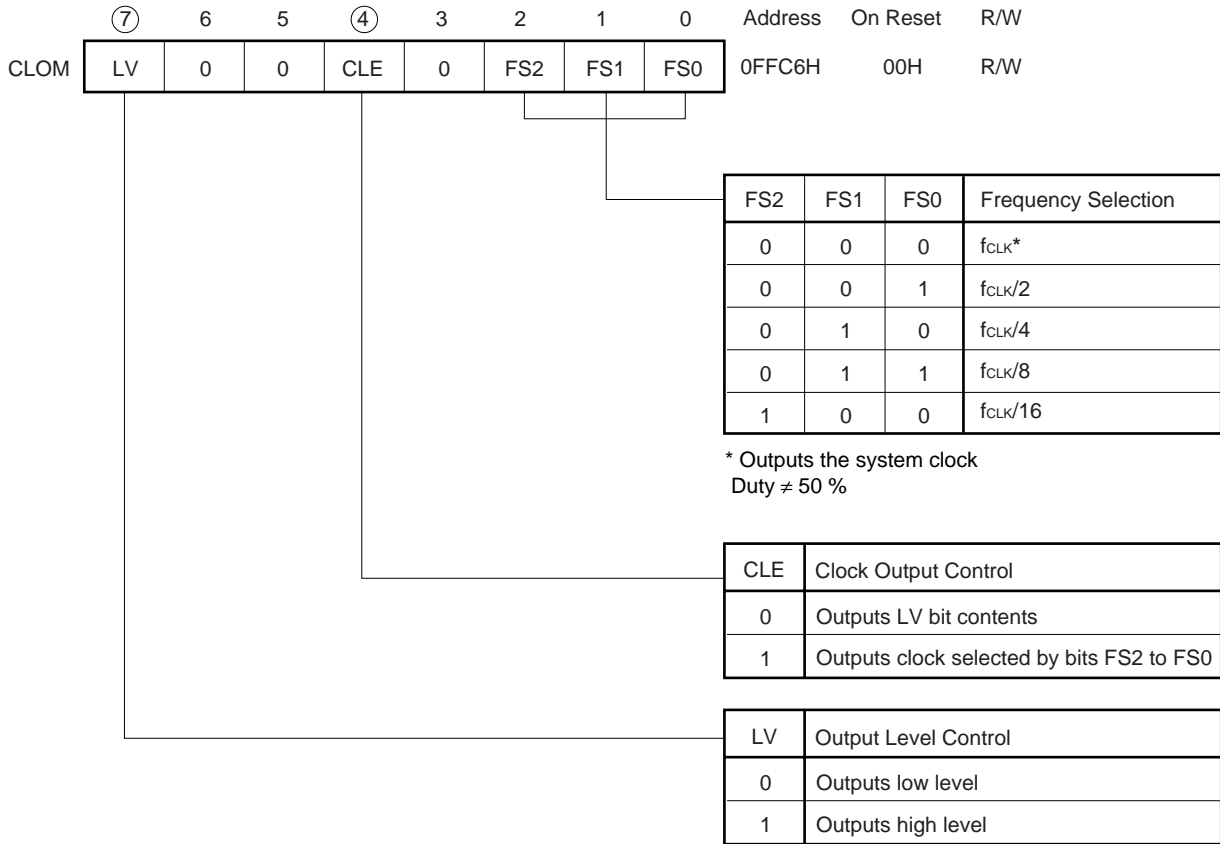 ⑦ 6 5 ④ 3 2 1 0 Address On Reset R/W
CLOM LV 0 0 CLE 0 FS2 FS1 FS0 0FFC6H 00H R/W
FS2 FS1 FS0 Frequency Selection
0 0 0 fCLK*
0 0 1 fCLK/2
0 1 0 fCLK/4
0 1 1 fCLK/8
1 0 0 fCLK/16
* Outputs the system clock
Duty ≠ 50 %
CLE Clock Output Control
0 Outputs LV bit contents
1 Outputs clock selected by bits FS2 to FS0
LV Output Level Control
0 Outputs low level
1 Outputs high level